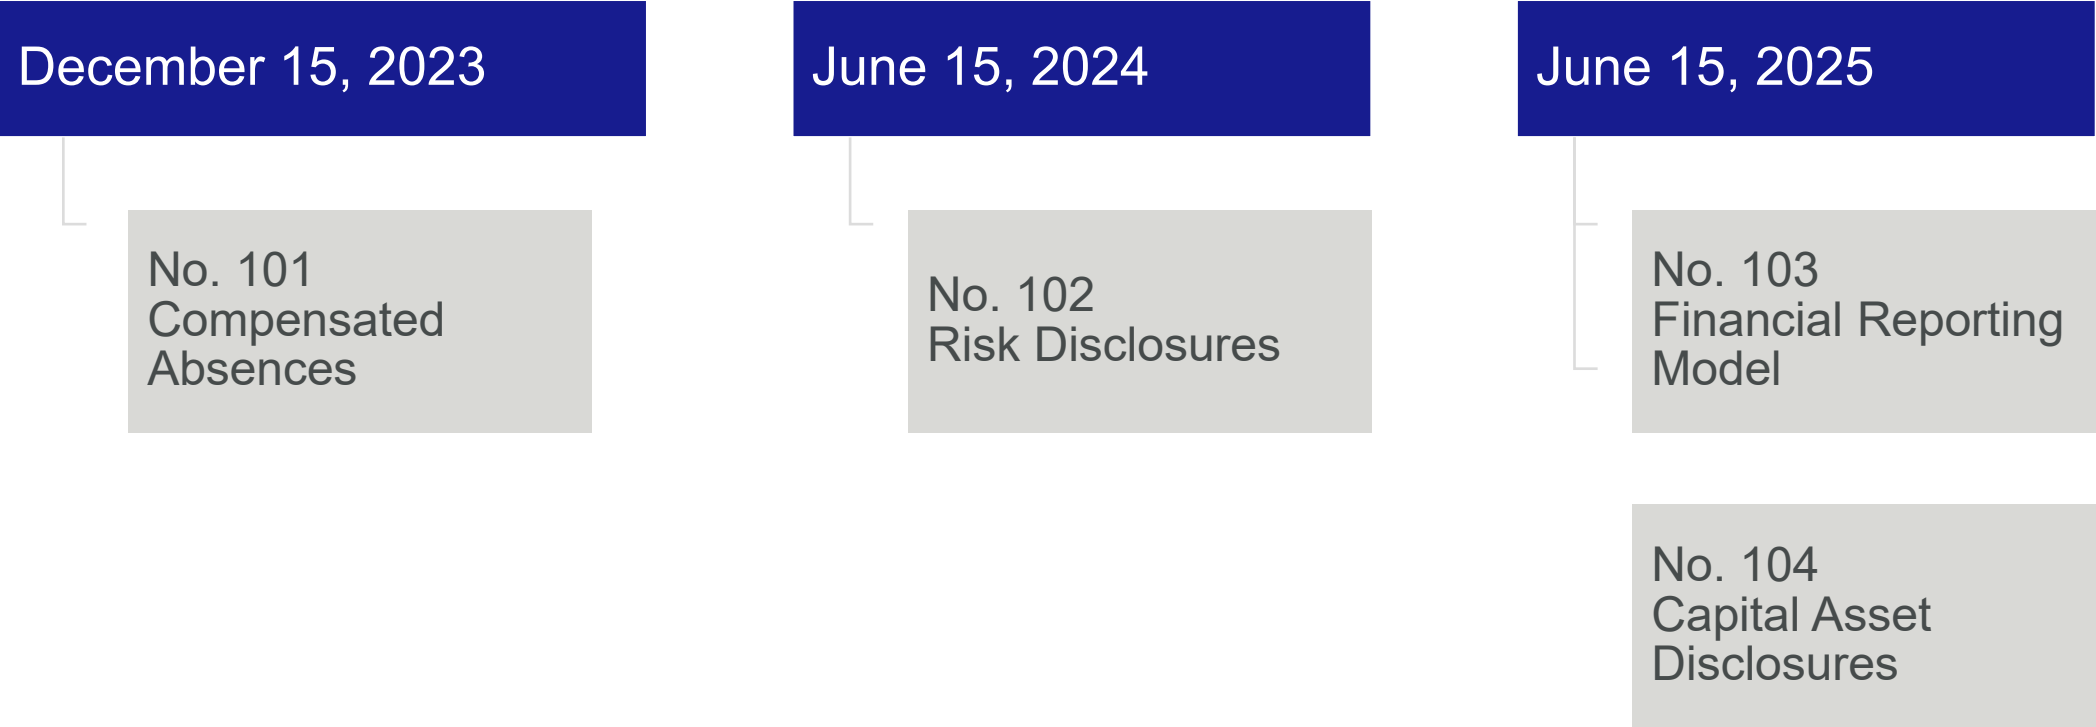 December 15, 2023
No. 101
Compensated
Absences
June 15, 2024
No. 102
Risk Disclosures
June 15, 2025
No. 103
Financial Reporting
Model
No. 104
Capital Asset
Disclosures